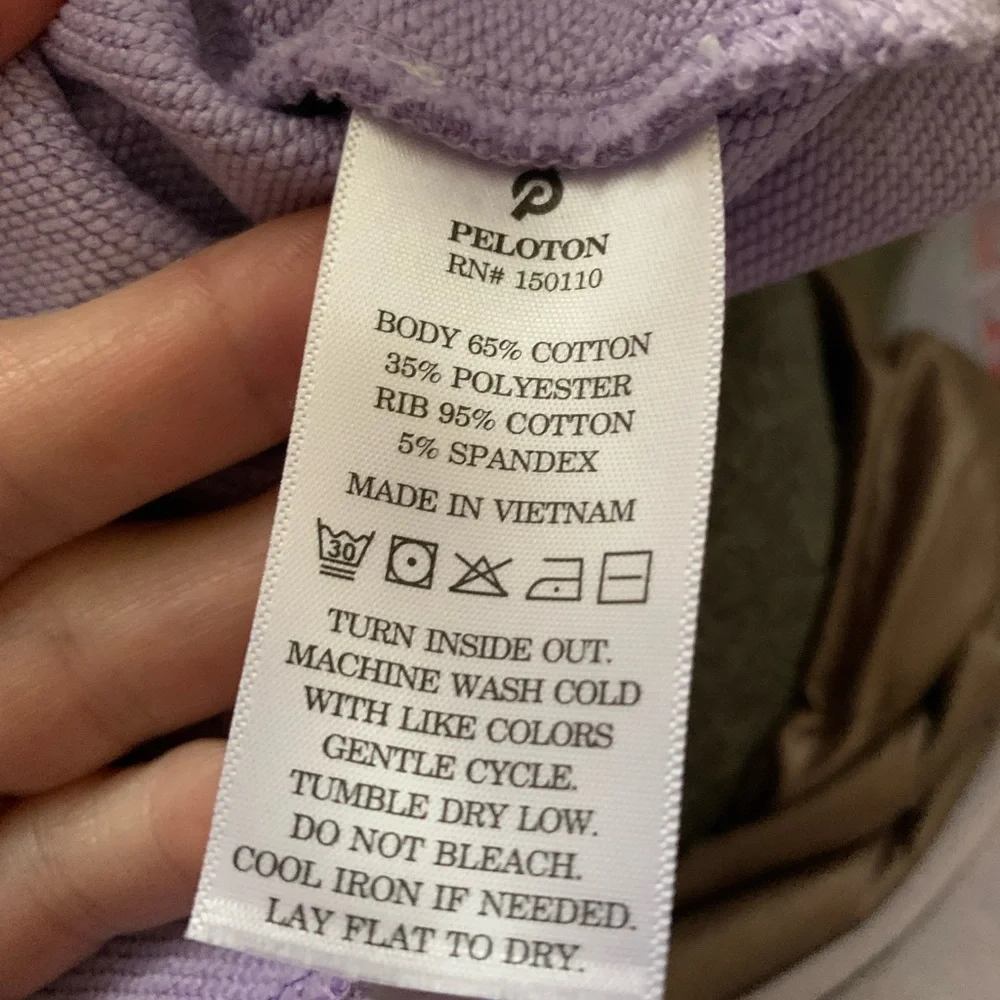 PELOTON
RN# 150110
BODY 65% COTTON
35% POLYESTER
RIB 95% COTTON
5% SPANDEX
MADE IN VIETNAM
30
TURN INSIDE OUT.
MACHINE WASH COLD
WITH LIKE COLORS
GENTLE CYCLE.
TUMBLE DRY LOW.
DO NOT BLEACH.
COOL IRON IF NEEDED.
LAY FLAT TO DRY.